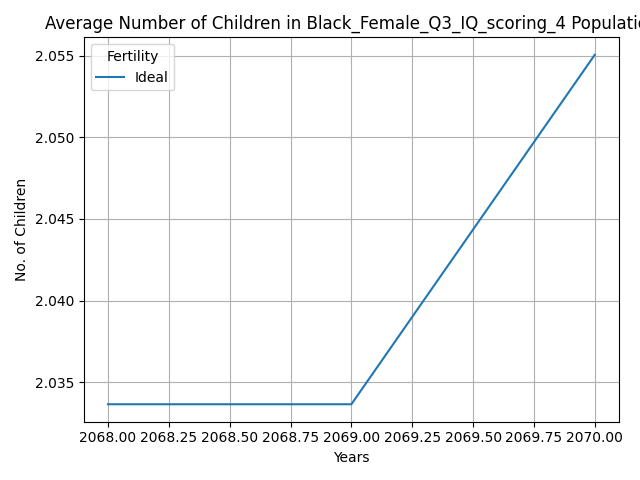 Average Number of Children in Black_Female_Q3_IQ_scoring_4 Populatio
Fertility
Ideal
2.055
2.050
2.045
2.040
2.035
No. of Children
2068.00 2068.25 2068.50 2068.75 2069.00 2069.25 2069.50 2069.75 2070.00
Years